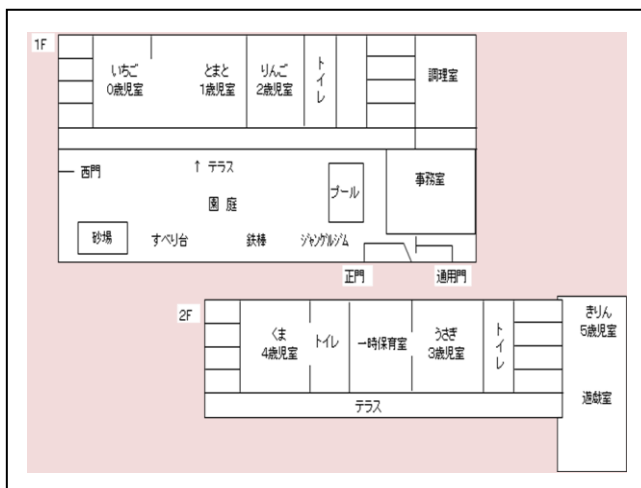 1F
いちご
0歳児室
とまと
1歳児室
りんご
2歳児室
トイレ
調理室
西門
↑ テラス
園 庭
プール
事務室
砂場
すべり台
鉄棒
ジャングルジム
正門
通用門
2F
くま
4歳児室
トイレ
一時保育室
うさぎ
3歳児室
トイレ
きりん
5歳児室
遊戯室
テラス